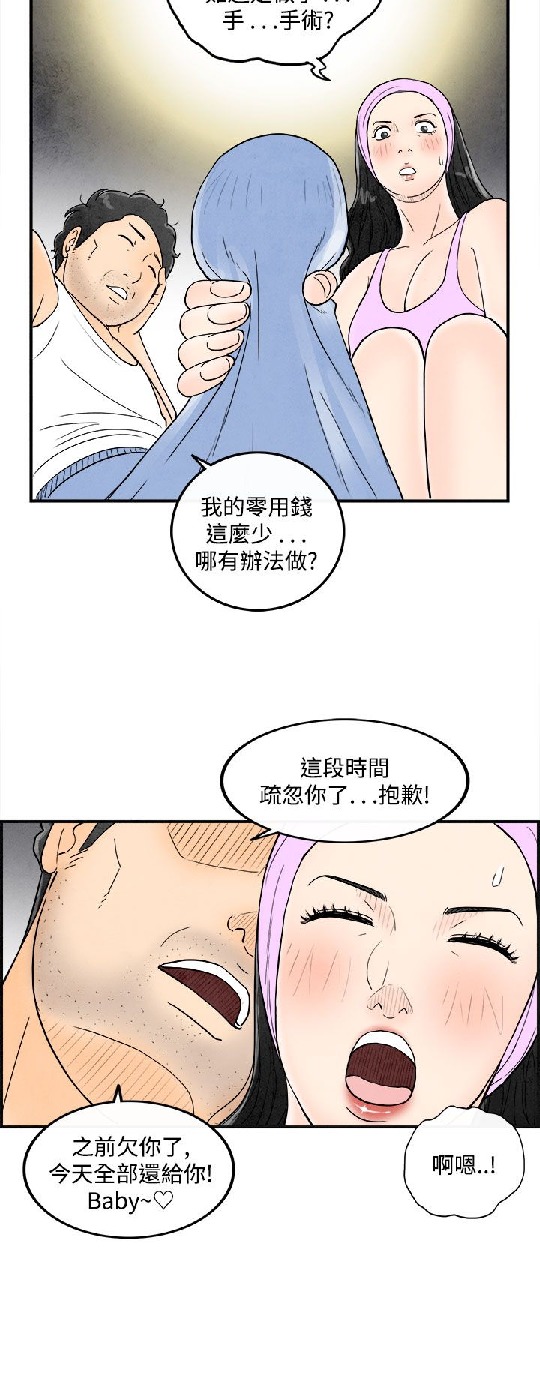 手...手術?
我的零用錢
這麼少...
哪有辦法做?
這段時間
疏忽你了...抱歉!
之前欠你了,
今天全部還給你!
Baby~♡
啊嗯..!